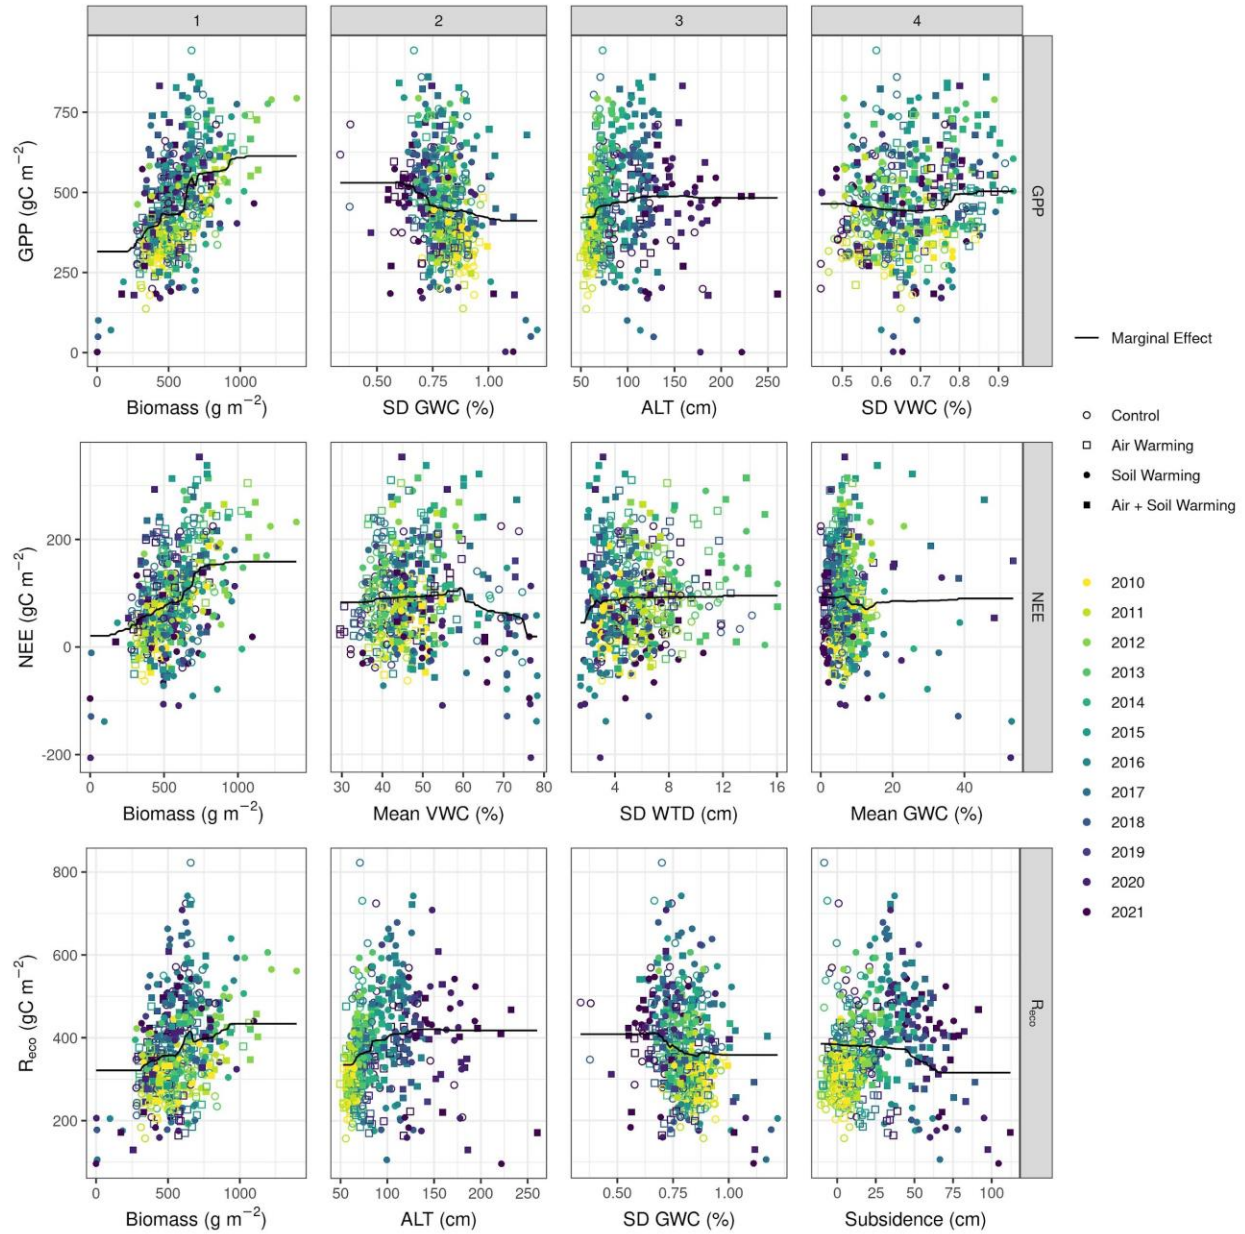 1 2 3 4
750
500
250
0
GPP (gC m⁻²)
GPP
0 500 1000
0.50 0.75 1.00
50 100 150 200 250
0.5 0.6 0.7 0.8 0.9
Biomass (g m⁻²)
SD GWC (%)
ALT (cm)
SD VWC (%)
Marginal Effect
Control
Air Warming
Soil Warming
Air + Soil Warming
200
0
-200
NEE (gC m⁻²)
NEE
0 500 1000
30 40 50 60 70 80
4 8 12 16
0 20 40
Biomass (g m⁻²)
Mean VWC (%)
SD WTD (cm)
Mean GWC (%)
2010
2011
2012
2013
2014
2015
2016
2017
2018
2019
2020
2021
800
600
400
200
Reco (gC m⁻²)
Reco
0 500 1000
50 100 150 200 250
0.50 0.75 1.00
0 25 50 75 100
Biomass (g m⁻²)
ALT (cm)
SD GWC (%)
Subsidence (cm)